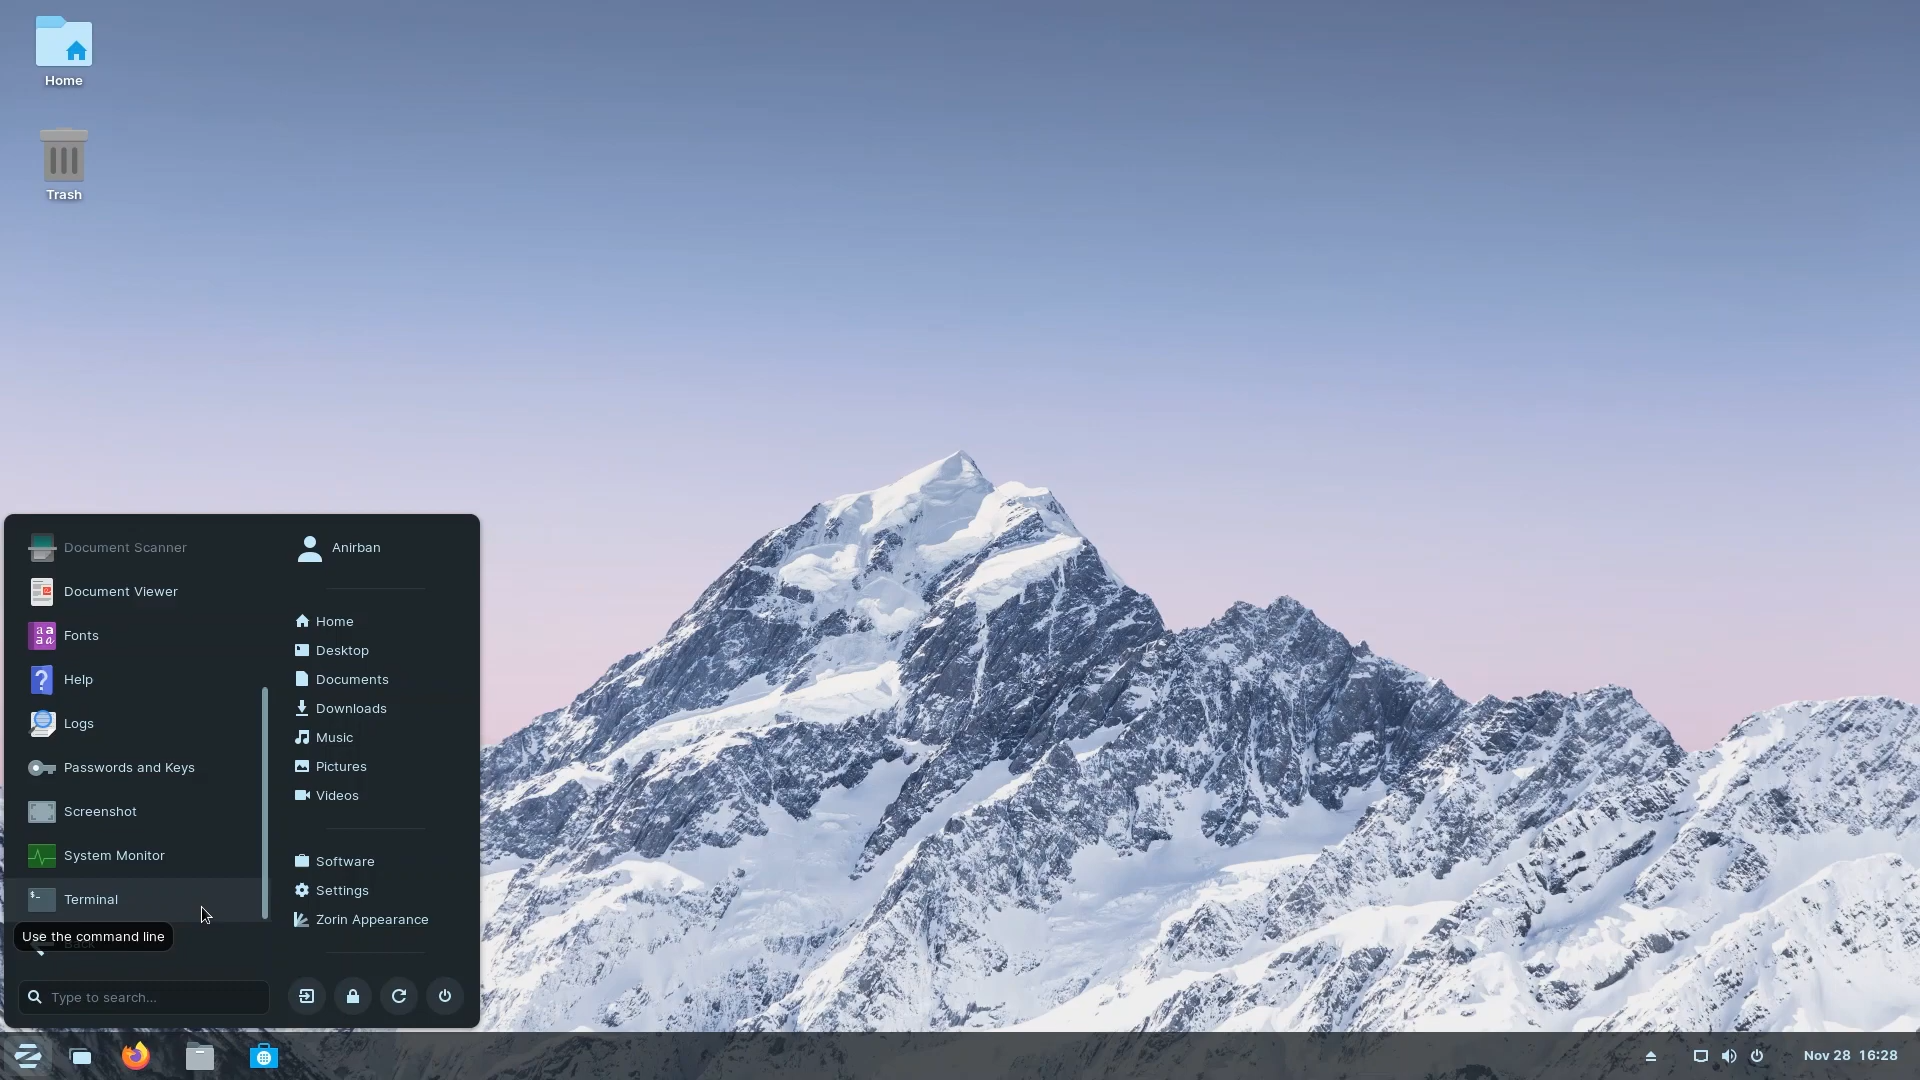 Home
Trash
Document Scanner
Document Viewer
Fonts
Help
Logs
Passwords and Keys
Screenshot
System Monitor
$-
Terminal
Use the command line
Back
Type to search...
Anirban
Home
Desktop
Documents
Downloads
Music
Pictures
Videos
Software
Settings
Zorin Appearance
Nov 28 16:28